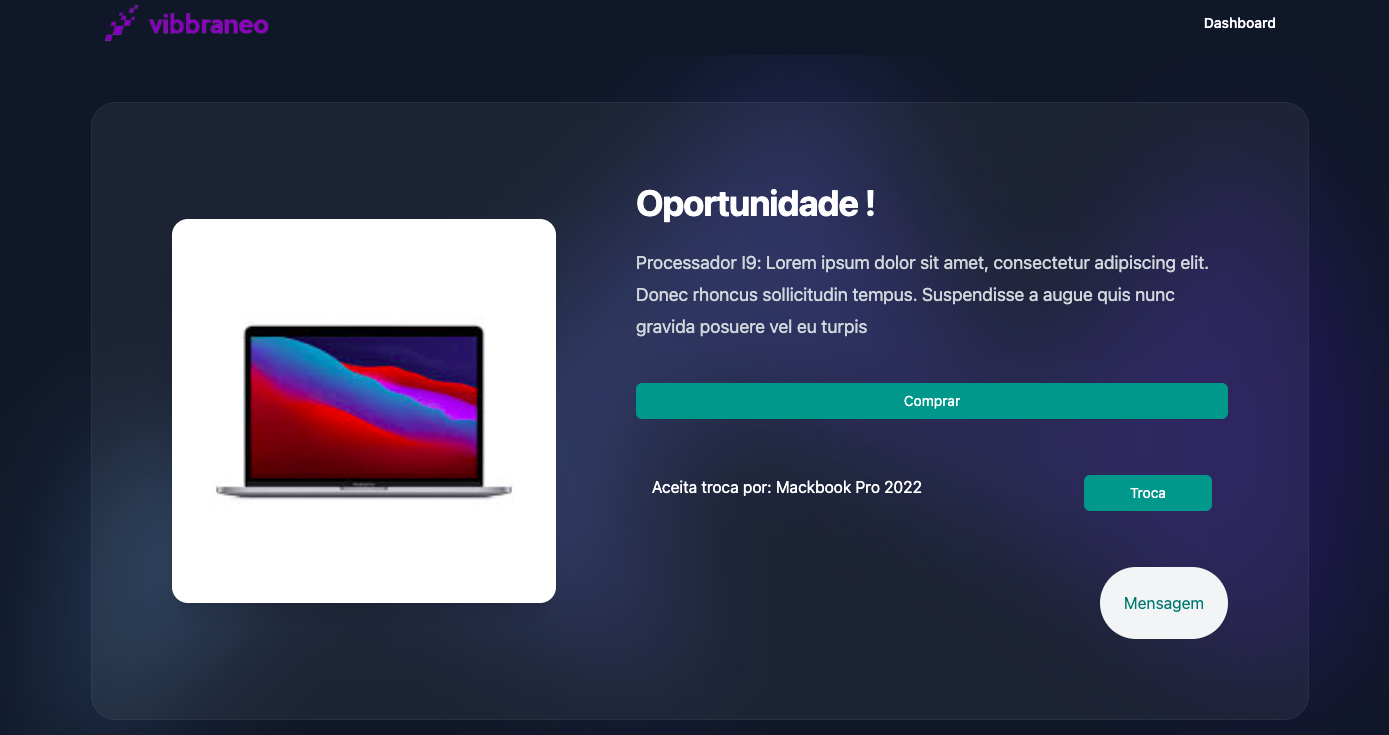 vibbraneo
Dashboard
Oportunidade !
Processador I9: Lorem ipsum dolor sit amet, consectetur adipiscing elit.
Donec rhoncus sollicitudin tempus. Suspendisse a augue quis nunc
gravida posuere vel eu turpis
Comprar
Aceita troca por: Mackbook Pro 2022
Troca
Mensagem